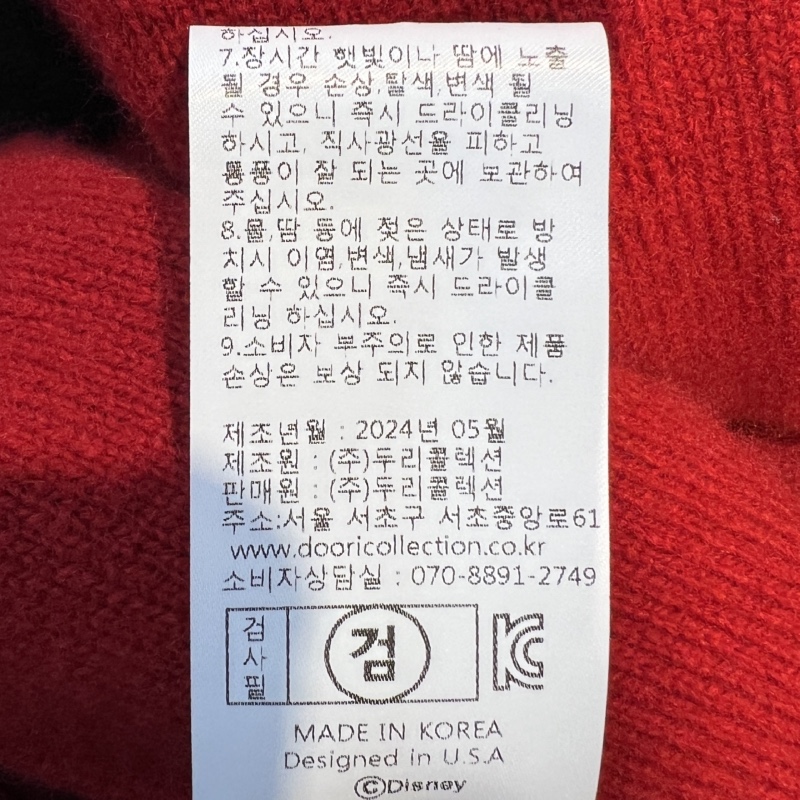 하십시오.
7.장시간 햇빛이나 땀에 노출
될 경우 손상,탈색,변색 될
수 있으니 즉시 드라이클리닝
하시고, 직사광선을 피하고
통풍이 잘 되는 곳에 보관하여
주십시오.
8.물,땀 등에 젖은 상태로 방
치시 이염,변색,냄새가 발생
할 수 있으니 즉시 드라이클
리닝 하십시오.
9.소비자 부주의로 인한 제품
손상은 보상 되지 않습니다.
제조년월 : 2024년 05월
제조원 : (주)두리콜렉션
판매원 : (주)두리콜렉션
주소:서울 서초구 서초중앙로61
www.dooricollection.co.kr
소비자상담실 : 070-8891-2749
검사필
검
KC
MADE IN KOREA
Designed in U.S.A
©Disney